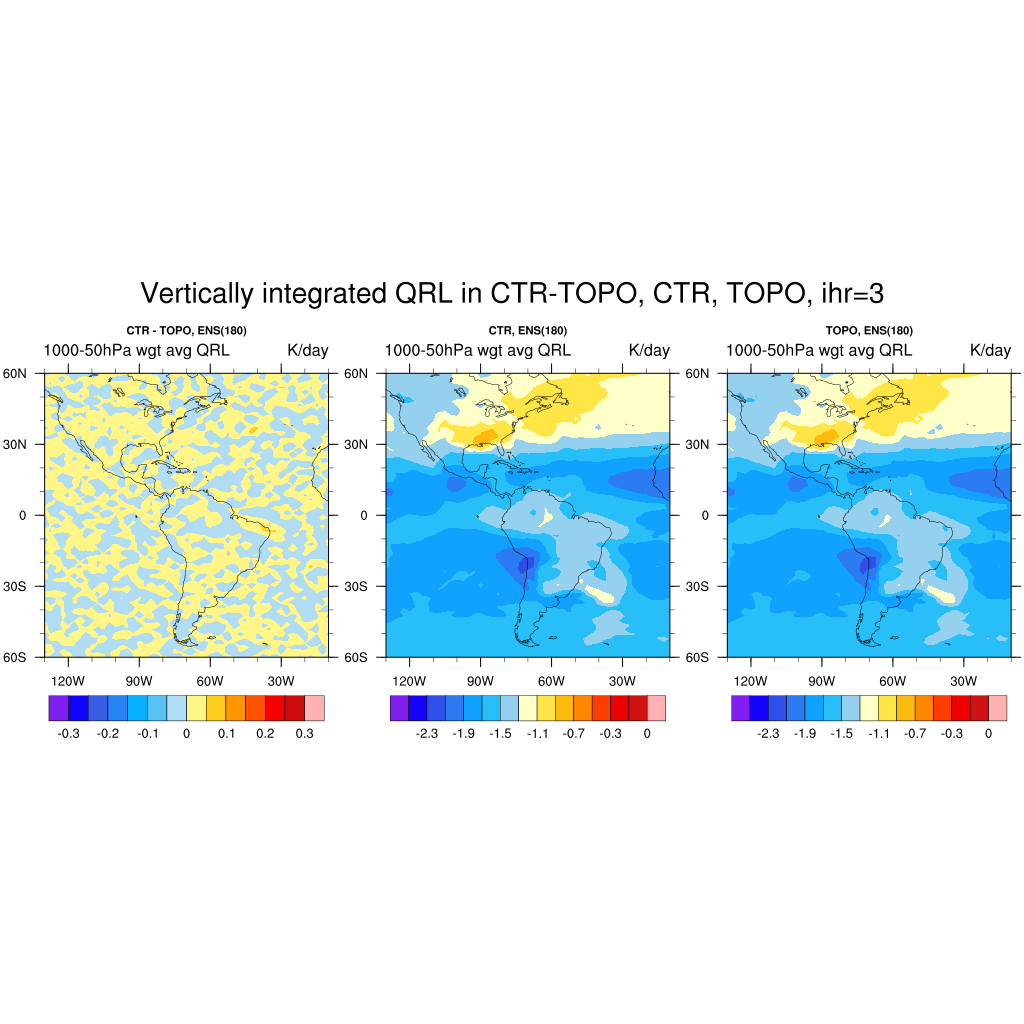 Vertically integrated QRL in CTR-TOPO, CTR, TOPO, ihr=3
CTR - TOPO, ENS(180)
1000-50hPa wgt avg QRL K/day
60N
30N
0
30S
60S
120W 90W 60W 30W
-0.3 -0.2 -0.1 0 0.1 0.2 0.3
CTR, ENS(180)
1000-50hPa wgt avg QRL K/day
60N
30N
0
30S
60S
120W 90W 60W 30W
-2.3 -1.9 -1.5 -1.1 -0.7 -0.3 0
TOPO, ENS(180)
1000-50hPa wgt avg QRL K/day
60N
30N
0
30S
60S
120W 90W 60W 30W
-2.3 -1.9 -1.5 -1.1 -0.7 -0.3 0